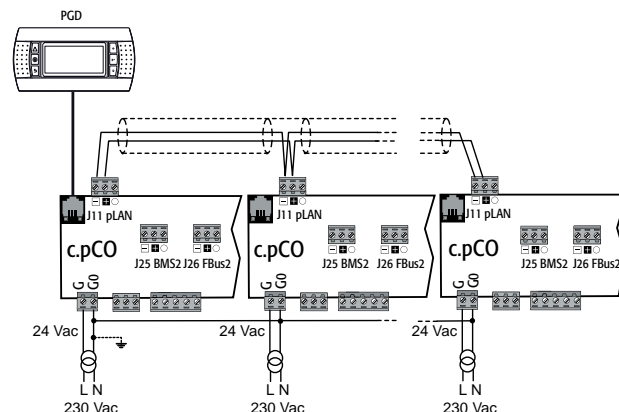 PGD
J11 pLAN
c.pCO
J25 BMS2 J26 FBus2
G
G0
24 Vac
L N
230 Vac
J11 pLAN
c.pCO
J25 BMS2 J26 FBus2
G
G0
24 Vac
L N
230 Vac
J11 pLAN
c.pCO
J25 BMS2 J26 FBus2
G
G0
24 Vac
L N
230 Vac